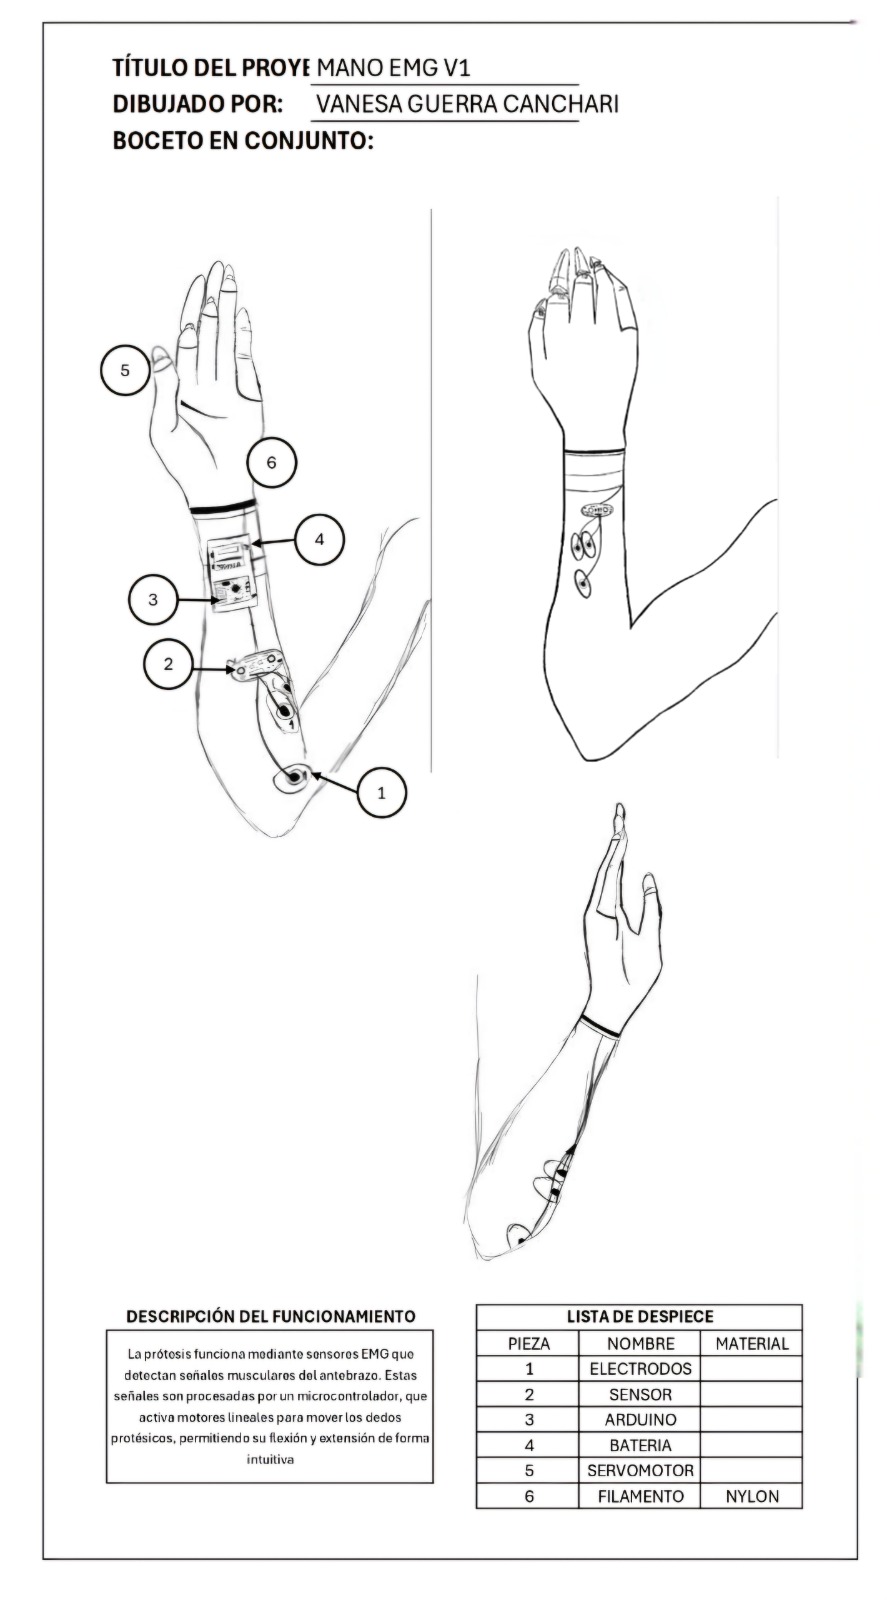 TÍTULO DEL PROYE MANO EMG V1
DIBUJADO POR: VANESA GUERRA CANCHARI
BOCETO EN CONJUNTO:
5
6
4
3
2
1
1
DESCRIPCIÓN DEL FUNCIONAMIENTO
La prótesis funciona mediante sensores EMG que
detectan señales musculares del antebrazo. Estas
señales son procesadas por un microcontrolador, que
activa motores lineales para mover los dedos
protésicos, permitiendo su flexión y extensión de forma
intuitiva
LISTA DE DESPIECE
PIEZA NOMBRE MATERIAL
1 ELECTRODOS
2 SENSOR
3 ARDUINO
4 BATERIA
5 SERVOMOTOR
6 FILAMENTO NYLON